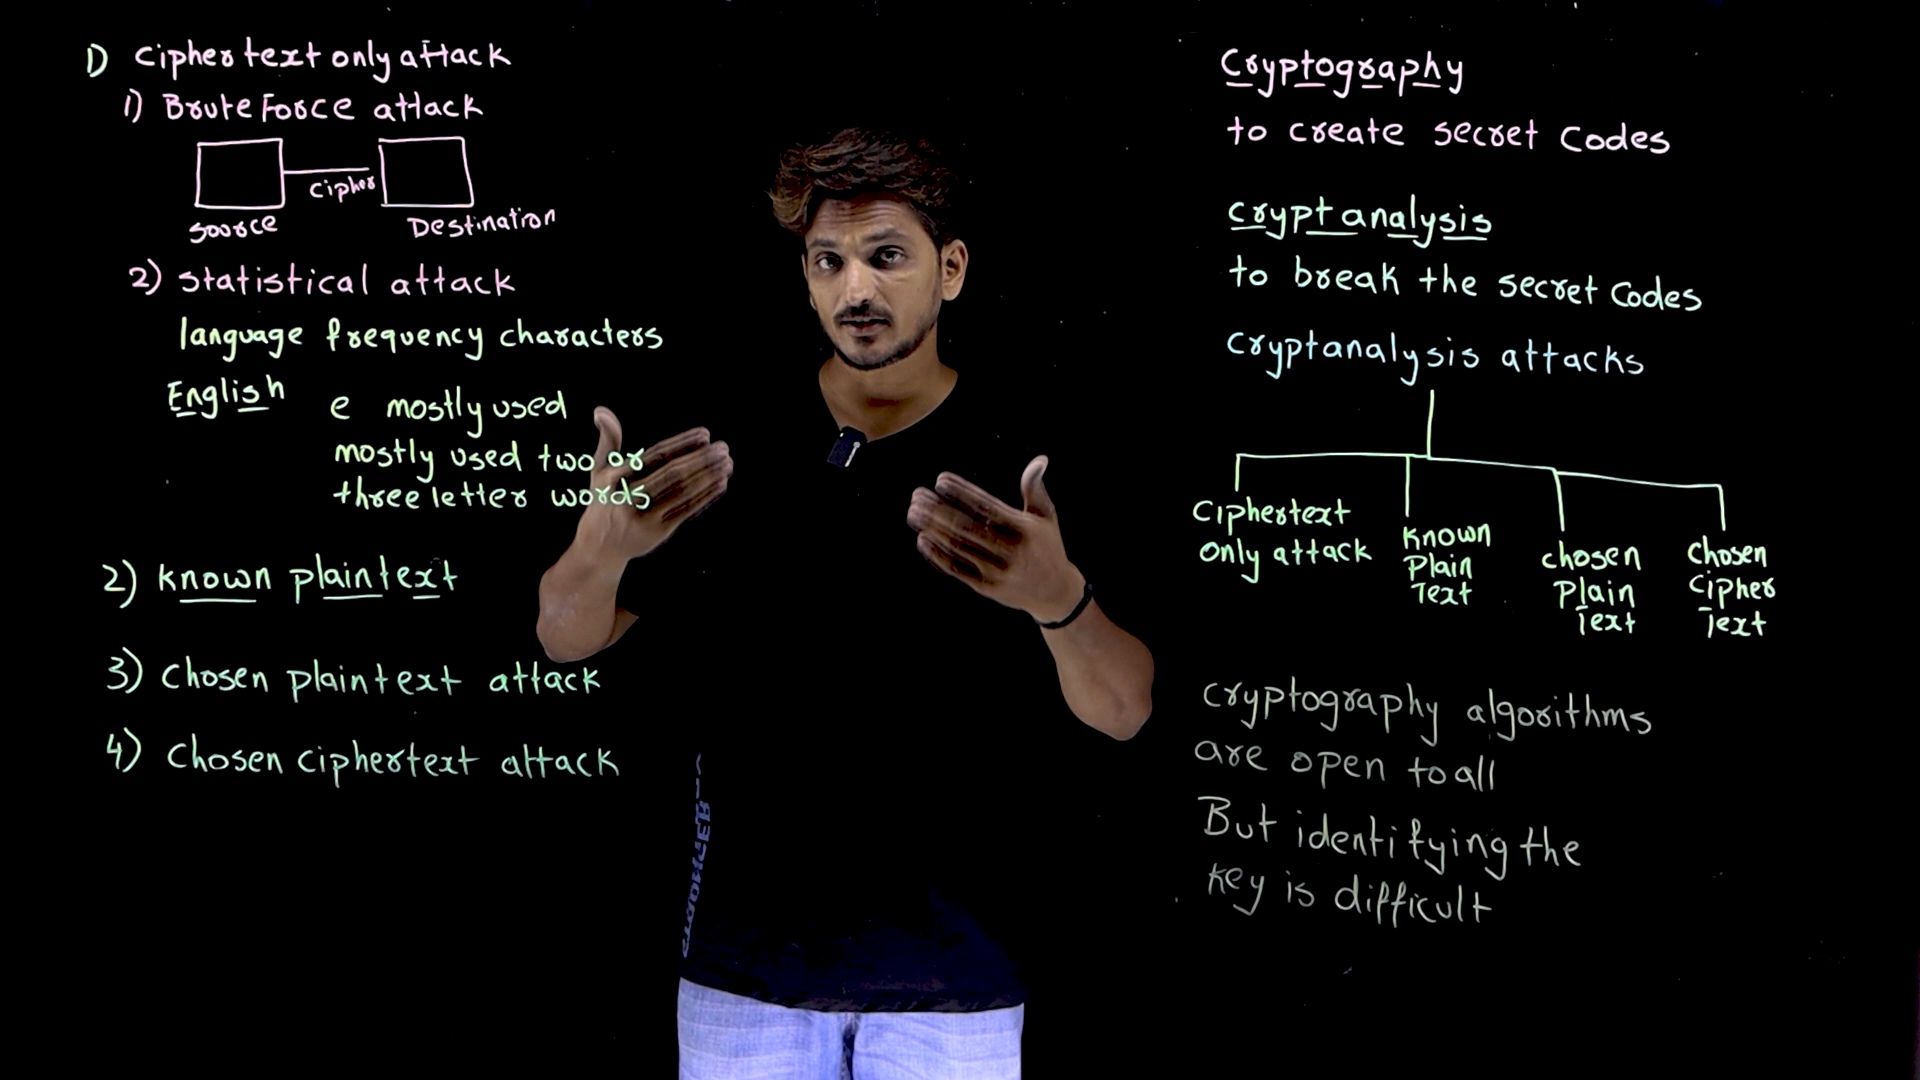 1) Ciphertext only attack
1) Brute Force attack
Cipher
Source
Destination
2) statistical attack
language frequency characters
English e mostly used
mostly used two or
three letter words
2) known plaintext
3) Chosen plaintext attack
4) Chosen ciphertext attack
Cryptography
to create secret codes
cryptanalysis
to break the secret codes
cryptanalysis attacks
Ciphertext
Only attack
Known
Plain
Text
chosen
Plain
Text
Chosen
Cipher
Text
cryptography algorithms
are open to all
But identifying the
key is difficult